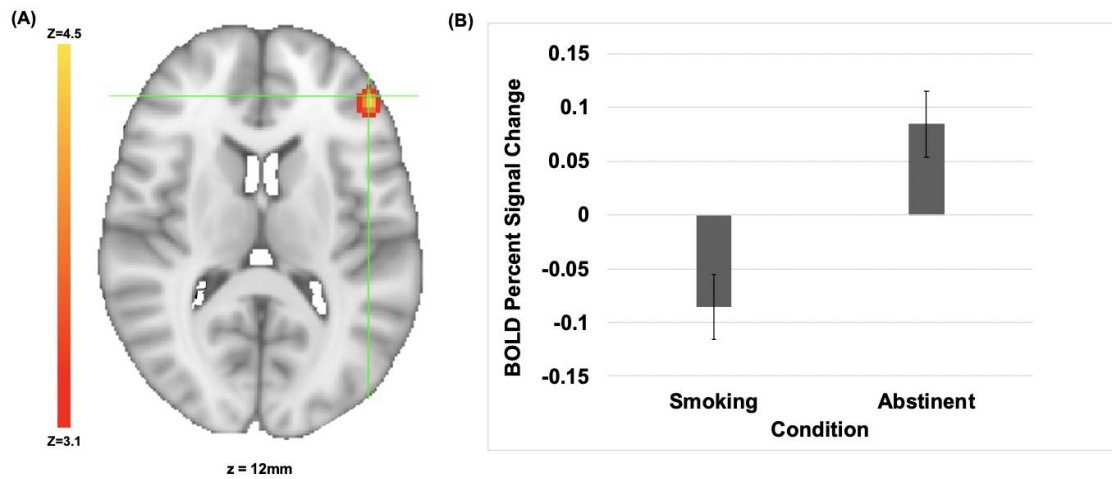 (A)
Z=4.5
Z=3.1
z = 12mm
(B)
BOLD Percent Signal Change
0.15
0.1
0.05
0
-0.05
-0.1
-0.15
Smoking Abstinent
Condition